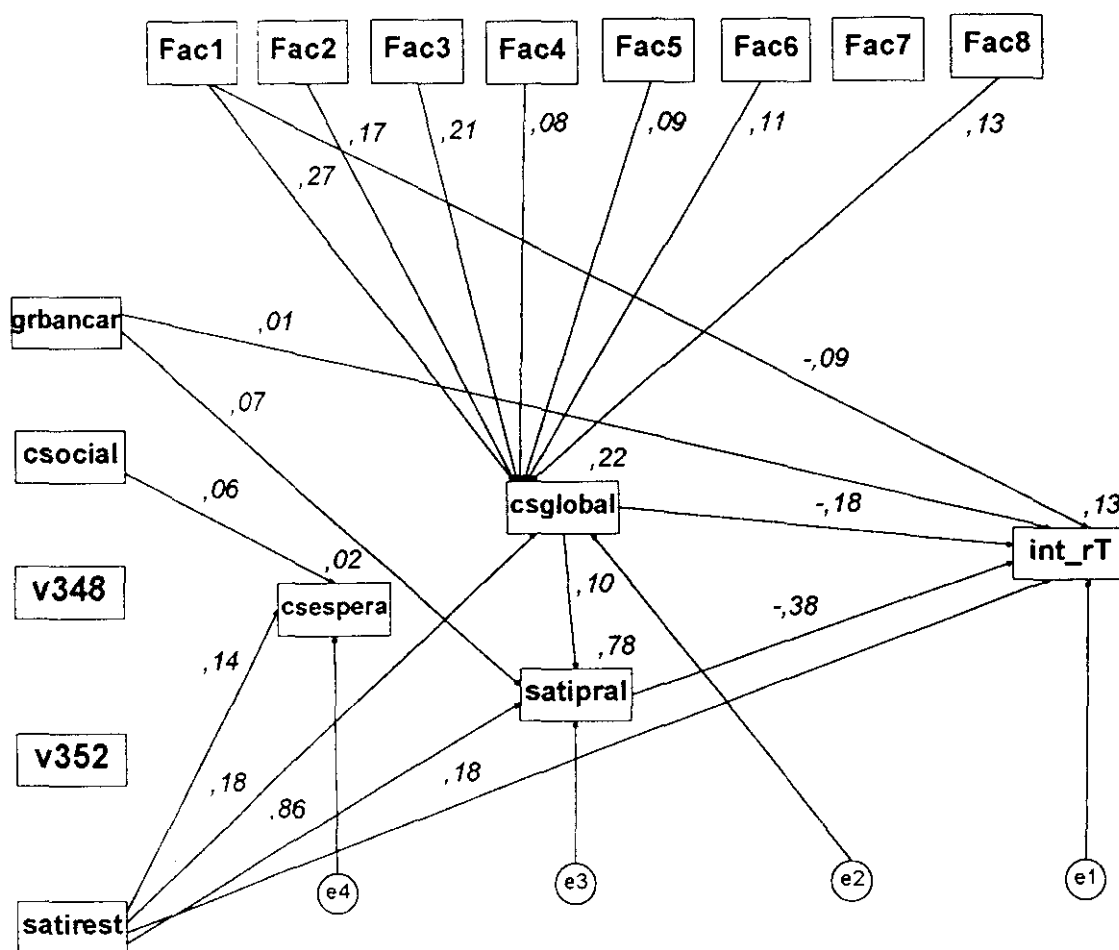 Fac1 Fac2 Fac3 Fac4 Fac5 Fac6 Fac7 Fac8
,27 ,17 ,21 ,08 ,09 ,11 ,13
grbancar
,01
-,09
,07
csocial
,06
,22
csglobal
-,18
,13
int_rT
v348
,02
csespera
,10
-,38
,14
,78
satipral
v352
,18
,86
,18
e4
e3
e2
e1
satirest